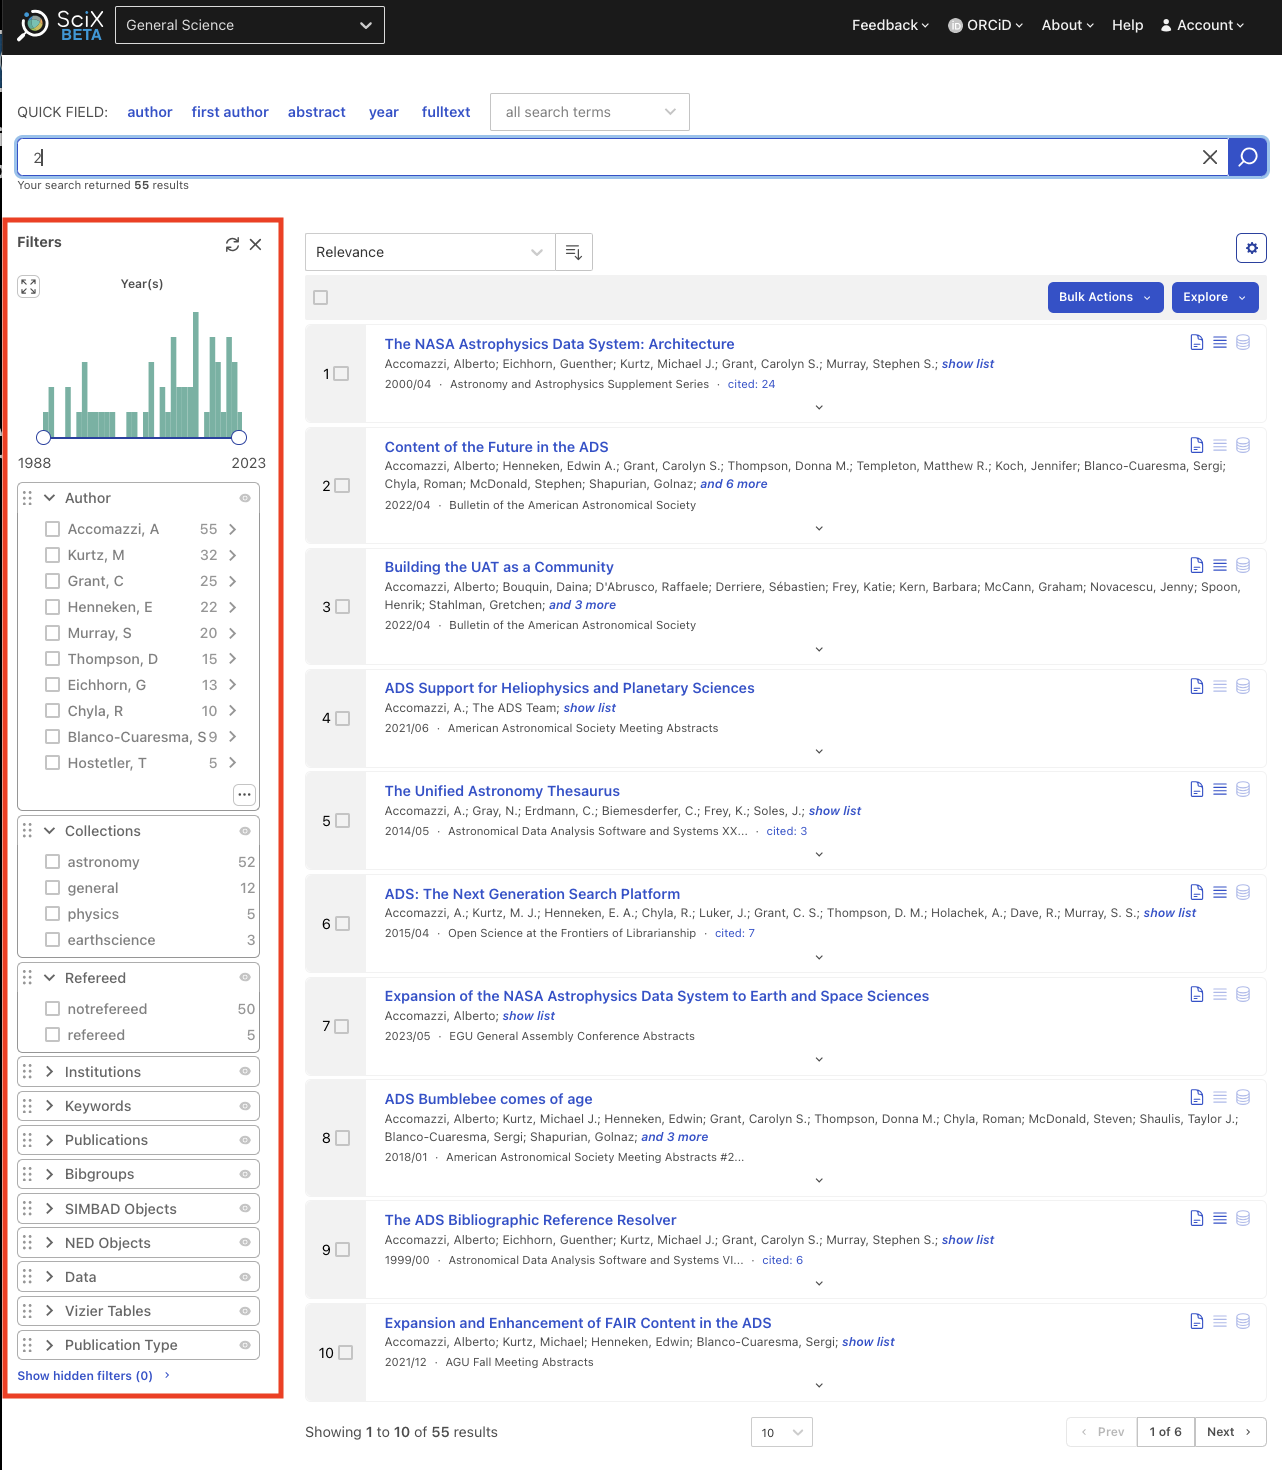 SciX
BETA
General Science
Feedback
iD ORCiD
About
Help
Account
QUICK FIELD: author first author abstract year fulltext all search terms
2
Your search returned 55 results
Filters
Year(s)
1988 2023
Author
Accomazzi, A 55
Kurtz, M 32
Grant, C 25
Henneken, E 22
Murray, S 20
Thompson, D 15
Eichhorn, G 13
Chyla, R 10
Blanco-Cuaresma, S 9
Hostetler, T 5
...
Collections
astronomy 52
general 12
physics 5
earthscience 3
Refereed
notrefereed 50
refereed 5
Institutions
Keywords
Publications
Bibgroups
SIMBAD Objects
NED Objects
Data
Vizier Tables
Publication Type
Show hidden filters (0)
Relevance
Bulk Actions
Explore
1
The NASA Astrophysics Data System: Architecture
Accomazzi, Alberto; Eichhorn, Guenther; Kurtz, Michael J.; Grant, Carolyn S.; Murray, Stephen S.; show list
2000/04 · Astronomy and Astrophysics Supplement Series · cited: 24
2
Content of the Future in the ADS
Accomazzi, Alberto; Henneken, Edwin A.; Grant, Carolyn S.; Thompson, Donna M.; Templeton, Matthew R.; Koch, Jennifer; Blanco-Cuaresma, Sergi;
Chyla, Roman; McDonald, Stephen; Shapurian, Golnaz; and 6 more
2022/04 · Bulletin of the American Astronomical Society
3
Building the UAT as a Community
Accomazzi, Alberto; Bouquin, Daina; D'Abrusco, Raffaele; Derriere, Sébastien; Frey, Katie; Kern, Barbara; McCann, Graham; Novacescu, Jenny; Spoon,
Henrik; Stahlman, Gretchen; and 3 more
2022/04 · Bulletin of the American Astronomical Society
4
ADS Support for Heliophysics and Planetary Sciences
Accomazzi, A.; The ADS Team; show list
2021/06 · American Astronomical Society Meeting Abstracts
5
The Unified Astronomy Thesaurus
Accomazzi, A.; Gray, N.; Erdmann, C.; Biemesderfer, C.; Frey, K.; Soles, J.; show list
2014/05 · Astronomical Data Analysis Software and Systems XX... · cited: 3
6
ADS: The Next Generation Search Platform
Accomazzi, A.; Kurtz, M. J.; Henneken, E. A.; Chyla, R.; Luker, J.; Grant, C. S.; Thompson, D. M.; Holachek, A.; Dave, R.; Murray, S. S.; show list
2015/04 · Open Science at the Frontiers of Librarianship · cited: 7
7
Expansion of the NASA Astrophysics Data System to Earth and Space Sciences
Accomazzi, Alberto; show list
2023/05 · EGU General Assembly Conference Abstracts
8
ADS Bumblebee comes of age
Accomazzi, Alberto; Kurtz, Michael J.; Henneken, Edwin; Grant, Carolyn S.; Thompson, Donna M.; Chyla, Roman; McDonald, Steven; Shaulis, Taylor J.;
Blanco-Cuaresma, Sergi; Shapurian, Golnaz; and 3 more
2018/01 · American Astronomical Society Meeting Abstracts #2...
9
The ADS Bibliographic Reference Resolver
Accomazzi, Alberto; Eichhorn, Guenther; Kurtz, Michael J.; Grant, Carolyn S.; Murray, Stephen S.; show list
1999/00 · Astronomical Data Analysis Software and Systems VI... · cited: 6
10
Expansion and Enhancement of FAIR Content in the ADS
Accomazzi, Alberto; Kurtz, Michael; Henneken, Edwin; Blanco-Cuaresma, Sergi; show list
2021/12 · AGU Fall Meeting Abstracts
Showing 1 to 10 of 55 results
10
Prev
1 of 6
Next